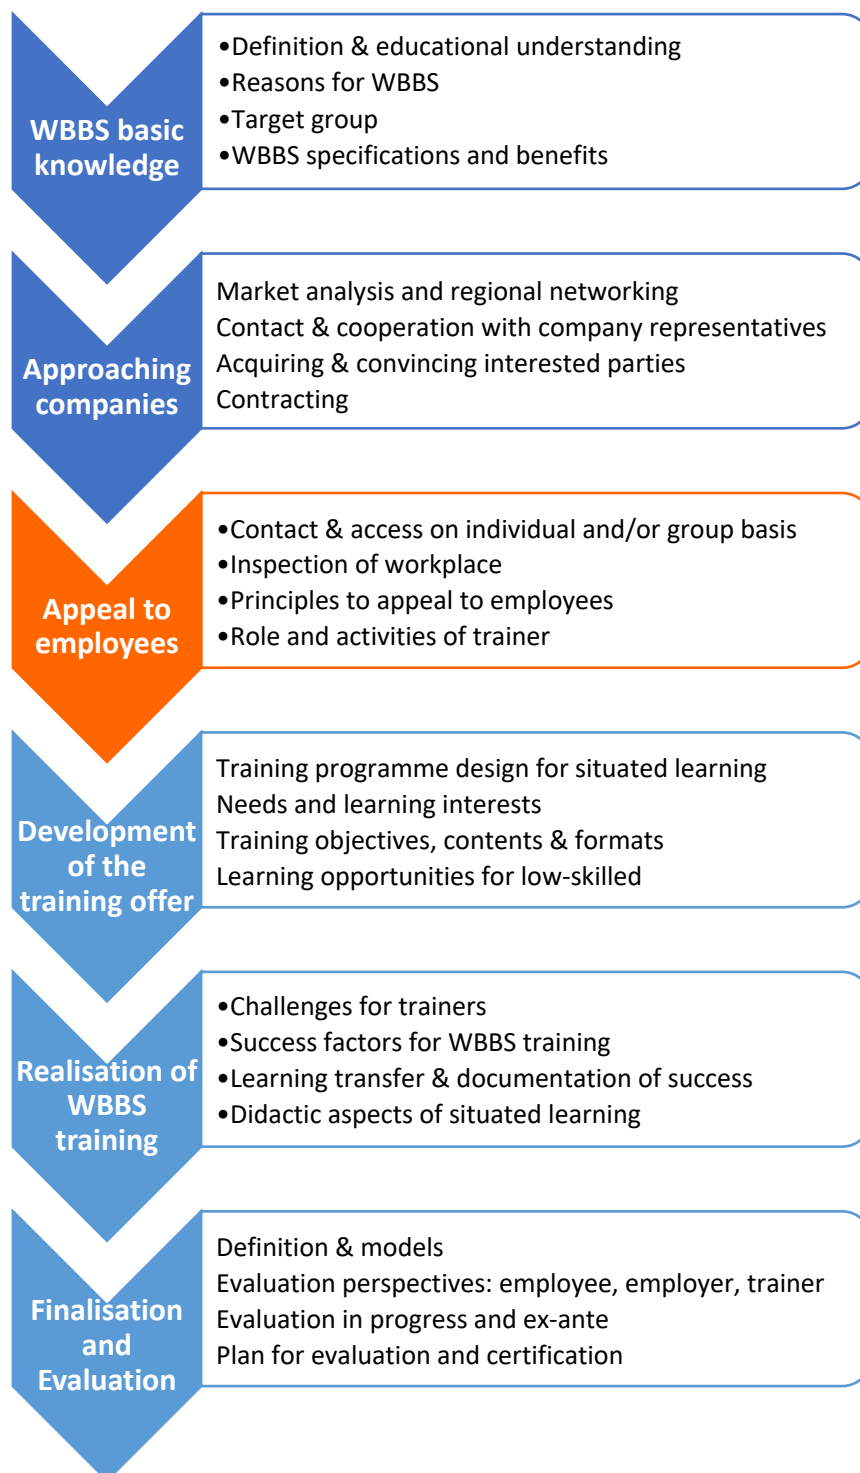 WBBS basic
knowledge
•Definition & educational understanding
•Reasons for WBBS
•Target group
•WBBS specifications and benefits
Approaching
companies
Market analysis and regional networking
Contact & cooperation with company representatives
Acquiring & convincing interested parties
Contracting
Appeal to
employees
•Contact & access on individual and/or group basis
•Inspection of workplace
•Principles to appeal to employees
•Role and activities of trainer
Development
of the
training offer
Training programme design for situated learning
Needs and learning interests
Training objectives, contents & formats
Learning opportunities for low-skilled
Realisation of
WBBS
training
•Challenges for trainers
•Success factors for WBBS training
•Learning transfer & documentation of success
•Didactic aspects of situated learning
Finalisation
and
Evaluation
Definition & models
Evaluation perspectives: employee, employer, trainer
Evaluation in progress and ex-ante
Plan for evaluation and certification